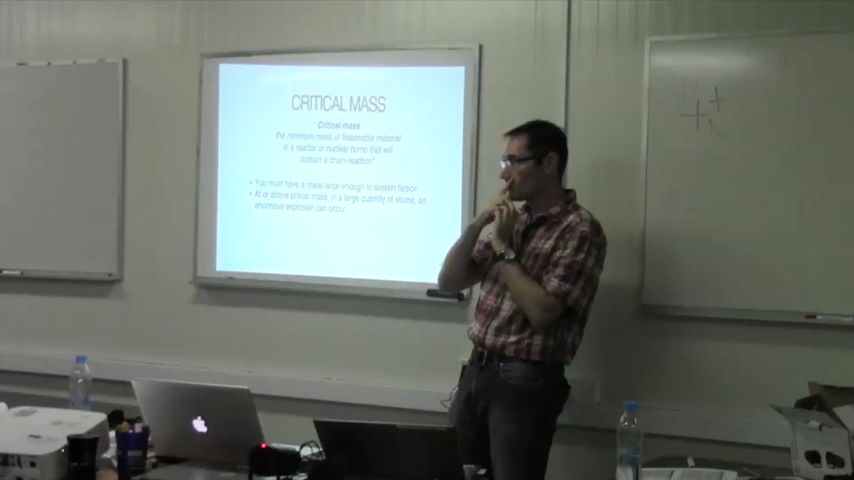 CRITICAL MASS
" Critical mass
the minimum mass of fissionable material
in a reactor or nuclear bomb that will
sustain a chain reaction"
• You must have a mass large enough to sustain fission
• At or above critical mass, in a large quantity of atoms, an
enormous explosion can occur.